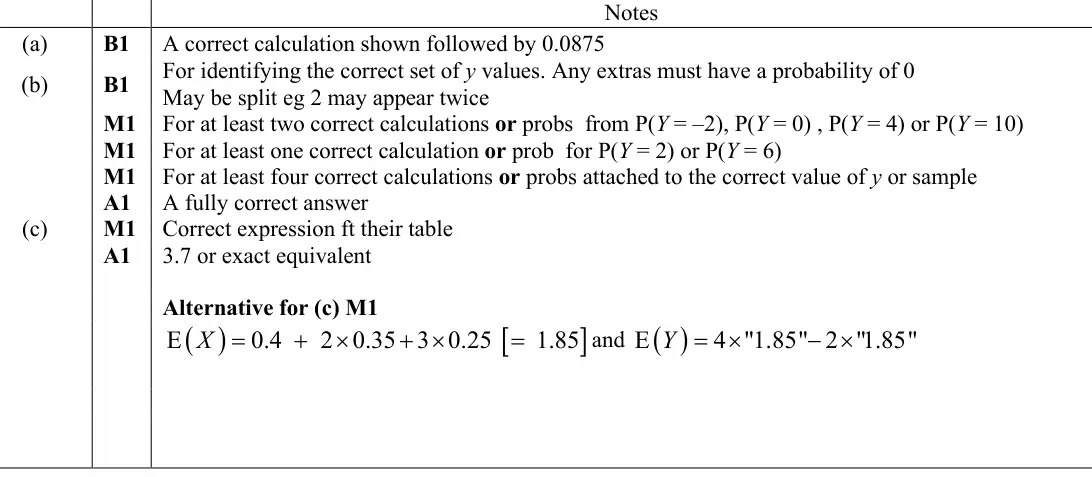 Notes
(a) B1 A correct calculation shown followed by 0.0875
(b) B1 For identifying the correct set of y values. Any extras must have a probability of 0
May be split eg 2 may appear twice
M1 For at least two correct calculations or probs from P(Y = –2), P(Y = 0) , P(Y = 4) or P(Y = 10)
M1 For at least one correct calculation or prob for P(Y = 2) or P(Y = 6)
M1 For at least four correct calculations or probs attached to the correct value of y or sample
A1 A fully correct answer
(c) M1 Correct expression ft their table
A1 3.7 or exact equivalent
Alternative for (c) M1
E(X) = 0.4 + 2×0.35+3×0.25 [= 1.85] and E(Y) = 4×"1.85"– 2×"1.85"